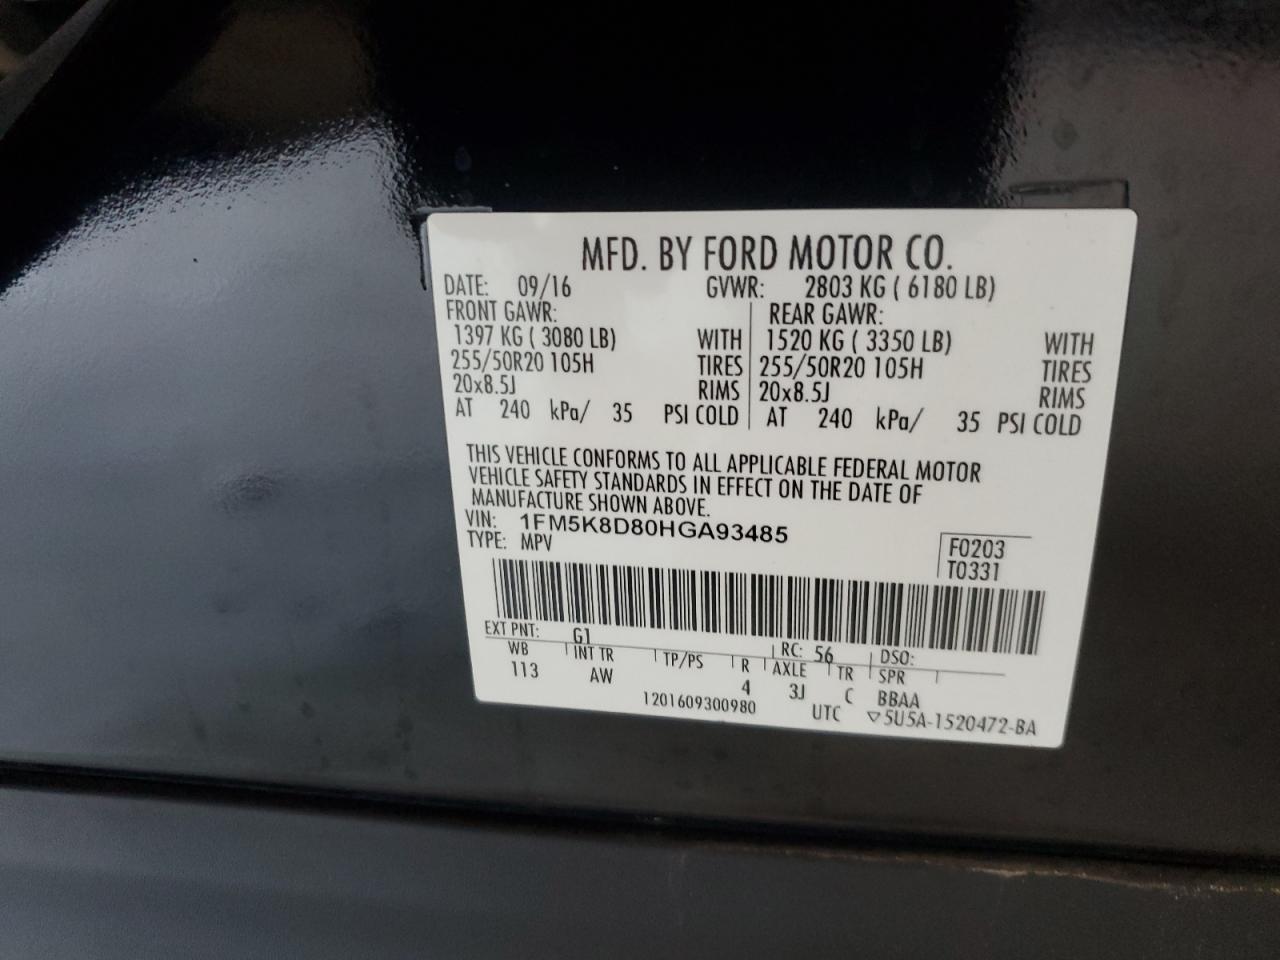 MFD. BY FORD MOTOR CO.
DATE: 09/16 GVWR: 2803 KG ( 6180 LB)
FRONT GAWR: REAR GAWR:
1397 KG ( 3080 LB) WITH 1520 KG ( 3350 LB) WITH
255/50R20 105H TIRES 255/50R20 105H TIRES
20x8.5J RIMS 20x8.5J RIMS
AT 240 kPa/ 35 PSI COLD AT 240 kPa/ 35 PSI COLD
THIS VEHICLE CONFORMS TO ALL APPLICABLE FEDERAL MOTOR
VEHICLE SAFETY STANDARDS IN EFFECT ON THE DATE OF
MANUFACTURE SHOWN ABOVE.
VIN: 1FM5K8D80HGA93485
TYPE: MPV
F0203
T0331
EXT PNT: G1 RC: 56 DSO:
WB INT TR TP/PS R AXLE TR SPR
113 AW 4 3J C BBAA
1201609300980 UTC ▽5U5A-1520472-BA